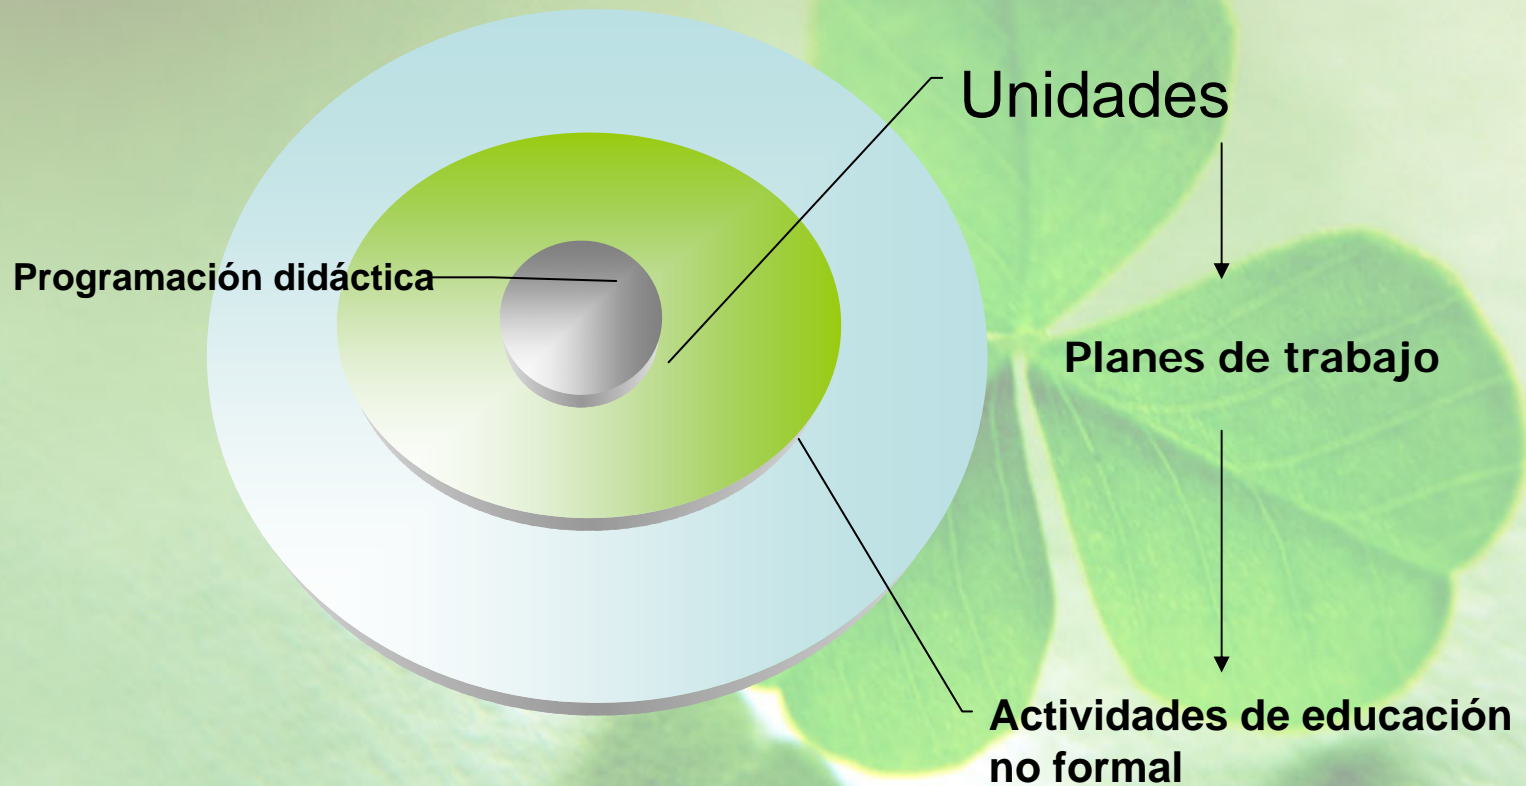 Unidades
Programación didáctica
Planes de trabajo
Actividades de educación
no formal